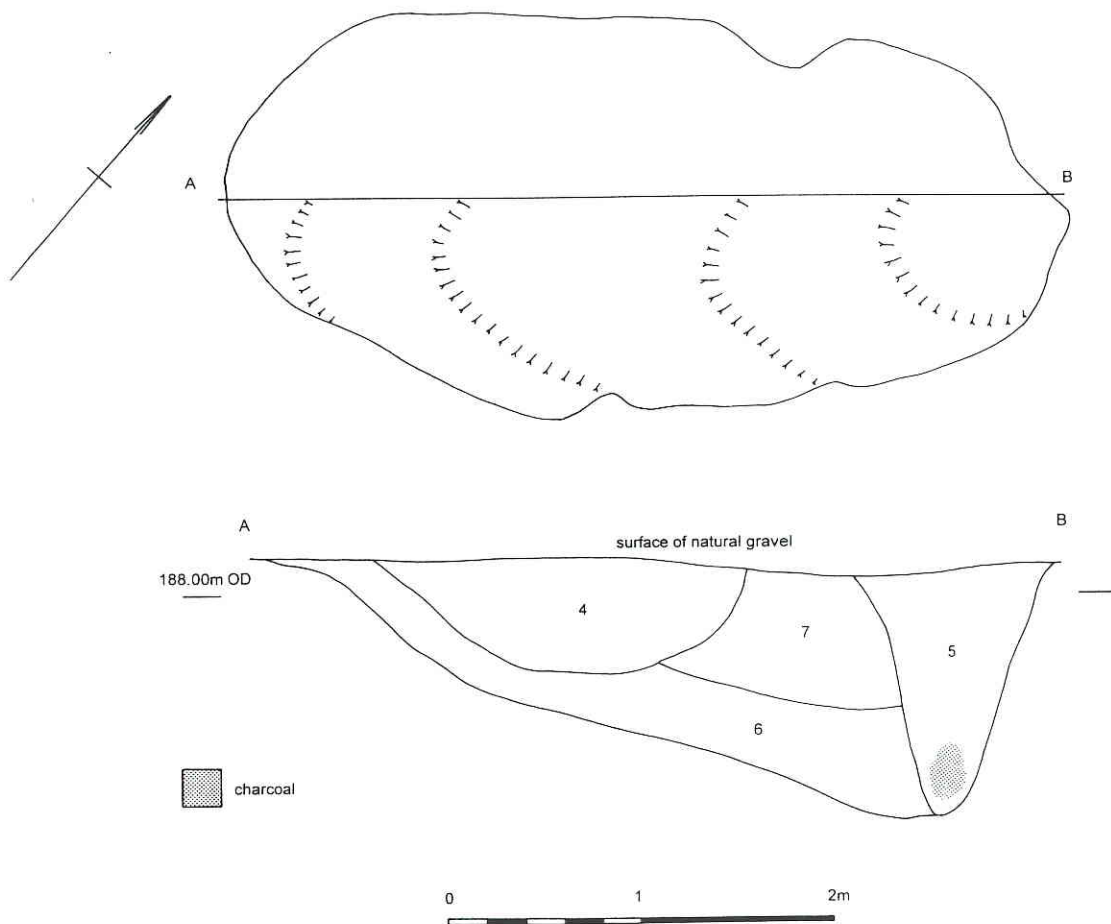 A B
A B
surface of natural gravel
188.00m OD
4
7
5
6
charcoal
0 1 2m